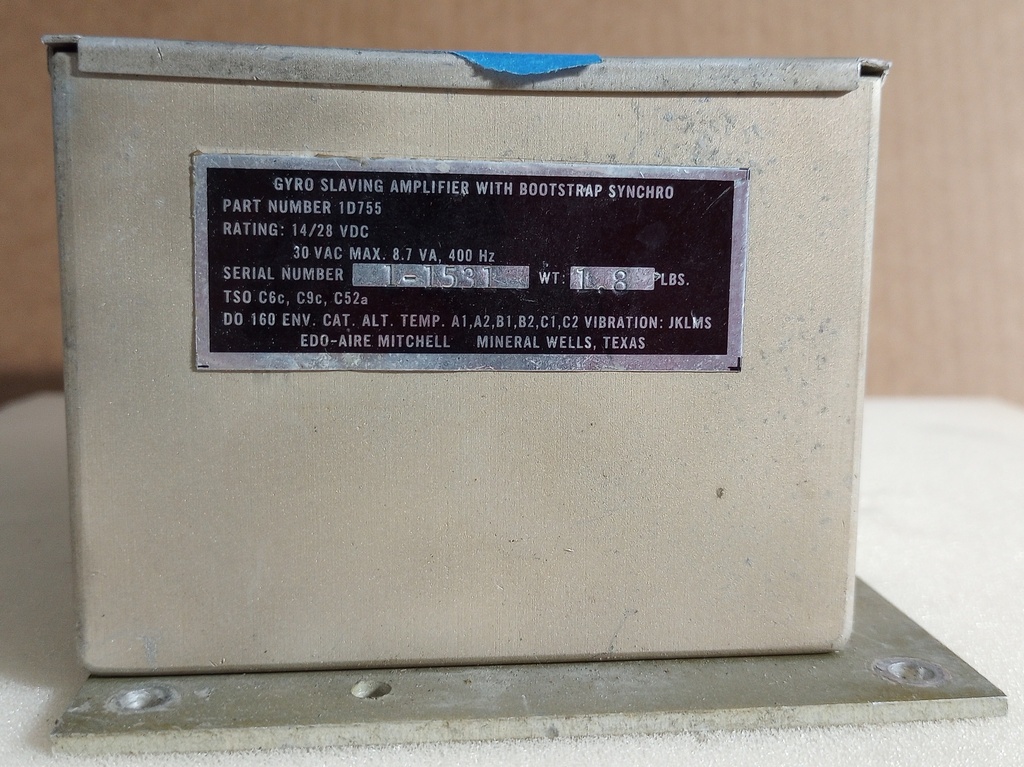 GYRO SLAVING AMPLIFIER WITH BOOTSTRAP SYNCHRO
PART NUMBER 1D755
RATING: 14/28 VDC
30 VAC MAX. 8.7 VA, 400 Hz
SERIAL NUMBER 1-1531 WT: 1.8 LBS.
TSO C6c, C9c, C52a
DO 160 ENV. CAT. ALT. TEMP. A1,A2,B1,B2,C1,C2 VIBRATION: JKLMS
EDO-AIRE MITCHELL MINERAL WELLS, TEXAS